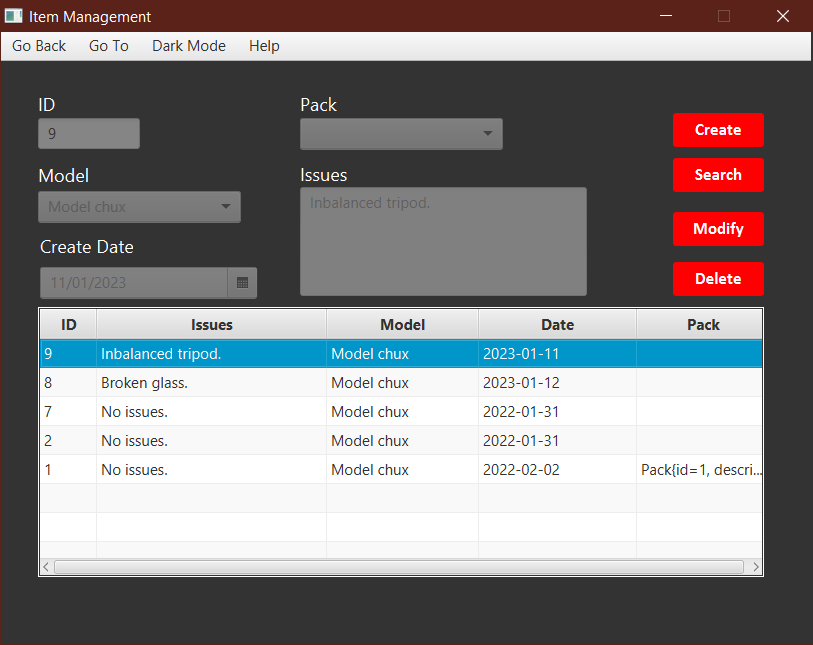 Item Management
Go Back Go To Dark Mode Help
ID Pack
9
Create
Model Issues
Search
Model chux Inbalanced tripod.
Modify
Create Date
11/01/2023
Delete
ID Issues Model Date Pack
9 Inbalanced tripod. Model chux 2023-01-11
8 Broken glass. Model chux 2023-01-12
7 No issues. Model chux 2022-01-31
2 No issues. Model chux 2022-01-31
1 No issues. Model chux 2022-02-02 Pack{id=1, descri...